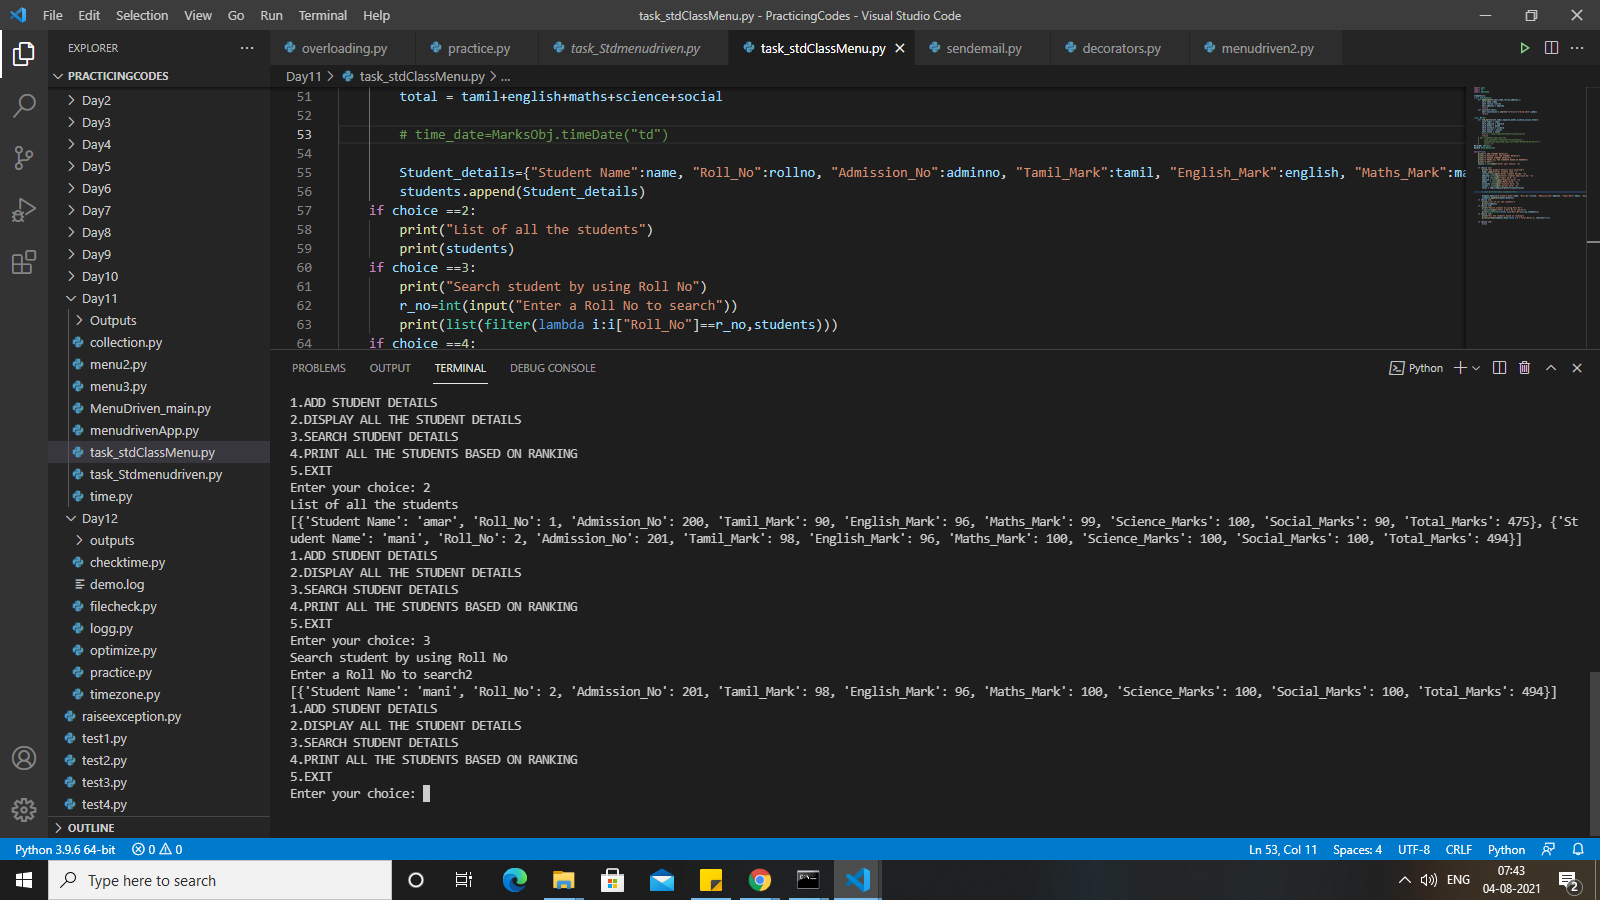 File Edit Selection View Go Run Terminal Help
task_stdClassMenu.py - PracticingCodes - Visual Studio Code
EXPLORER
overloading.py practice.py task_Stdmenudriven.py task_stdClassMenu.py sendemail.py decorators.py menudriven2.py
PRACTICINGCODES
Day11 > task_stdClassMenu.py > ...
Day2
Day3
Day4
Day5
Day6
Day7
Day8
Day9
Day10
Day11
Outputs
collection.py
menu2.py
menu3.py
MenuDriven_main.py
menudrivenApp.py
task_stdClassMenu.py
task_Stdmenudriven.py
time.py
Day12
outputs
checktime.py
demo.log
filecheck.py
logg.py
optimize.py
practice.py
timezone.py
raiseexception.py
test1.py
test2.py
test3.py
test4.py
OUTLINE
51 total = tamil+english+maths+science+social
52
53 # time_date=MarksObj.timeDate("td")
54
55 Student_details={"Student Name":name, "Roll_No":rollno, "Admission_No":adminno, "Tamil_Mark":tamil, "English_Mark":english, "Maths_Mark":ma
56 students.append(Student_details)
57 if choice ==2:
58 print("List of all the students")
59 print(students)
60 if choice ==3:
61 print("Search student by using Roll No")
62 r_no=int(input("Enter a Roll No to search"))
63 print(list(filter(lambda i:i["Roll_No"]==r_no,students)))
64 if choice ==4:
PROBLEMS OUTPUT TERMINAL DEBUG CONSOLE
Python
1.ADD STUDENT DETAILS
2.DISPLAY ALL THE STUDENT DETAILS
3.SEARCH STUDENT DETAILS
4.PRINT ALL THE STUDENTS BASED ON RANKING
5.EXIT
Enter your choice: 2
List of all the students
[{'Student Name': 'amar', 'Roll_No': 1, 'Admission_No': 200, 'Tamil_Mark': 90, 'English_Mark': 96, 'Maths_Mark': 99, 'Science_Marks': 100, 'Social_Marks': 90, 'Total_Marks': 475}, {'St
udent Name': 'mani', 'Roll_No': 2, 'Admission_No': 201, 'Tamil_Mark': 98, 'English_Mark': 96, 'Maths_Mark': 100, 'Science_Marks': 100, 'Social_Marks': 100, 'Total_Marks': 494}]
1.ADD STUDENT DETAILS
2.DISPLAY ALL THE STUDENT DETAILS
3.SEARCH STUDENT DETAILS
4.PRINT ALL THE STUDENTS BASED ON RANKING
5.EXIT
Enter your choice: 3
Search student by using Roll No
Enter a Roll No to search2
[{'Student Name': 'mani', 'Roll_No': 2, 'Admission_No': 201, 'Tamil_Mark': 98, 'English_Mark': 96, 'Maths_Mark': 100, 'Science_Marks': 100, 'Social_Marks': 100, 'Total_Marks': 494}]
1.ADD STUDENT DETAILS
2.DISPLAY ALL THE STUDENT DETAILS
3.SEARCH STUDENT DETAILS
4.PRINT ALL THE STUDENTS BASED ON RANKING
5.EXIT
Enter your choice:
Python 3.9.6 64-bit 0 0
Ln 53, Col 11 Spaces: 4 UTF-8 CRLF Python
Type here to search
ENG
07:43
04-08-2021
2